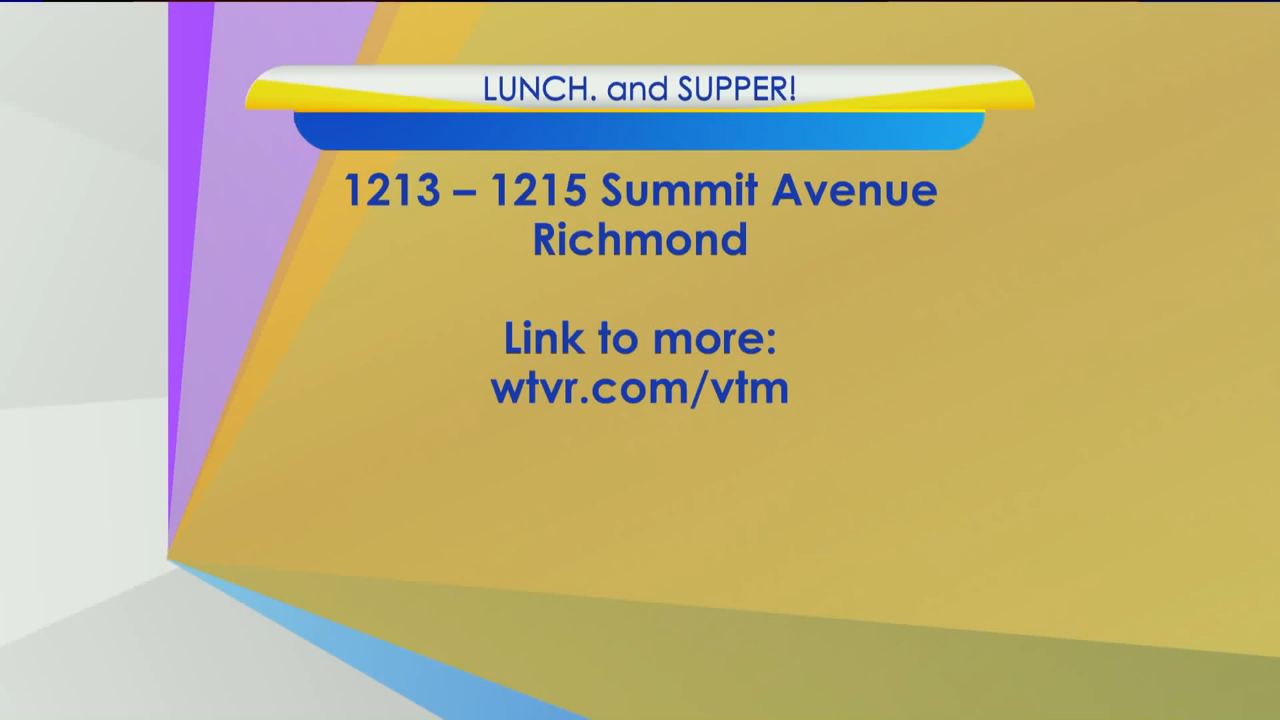 LUNCH. and SUPPER!
1213 – 1215 Summit Avenue
Richmond
Link to more:
wtvr.com/vtm